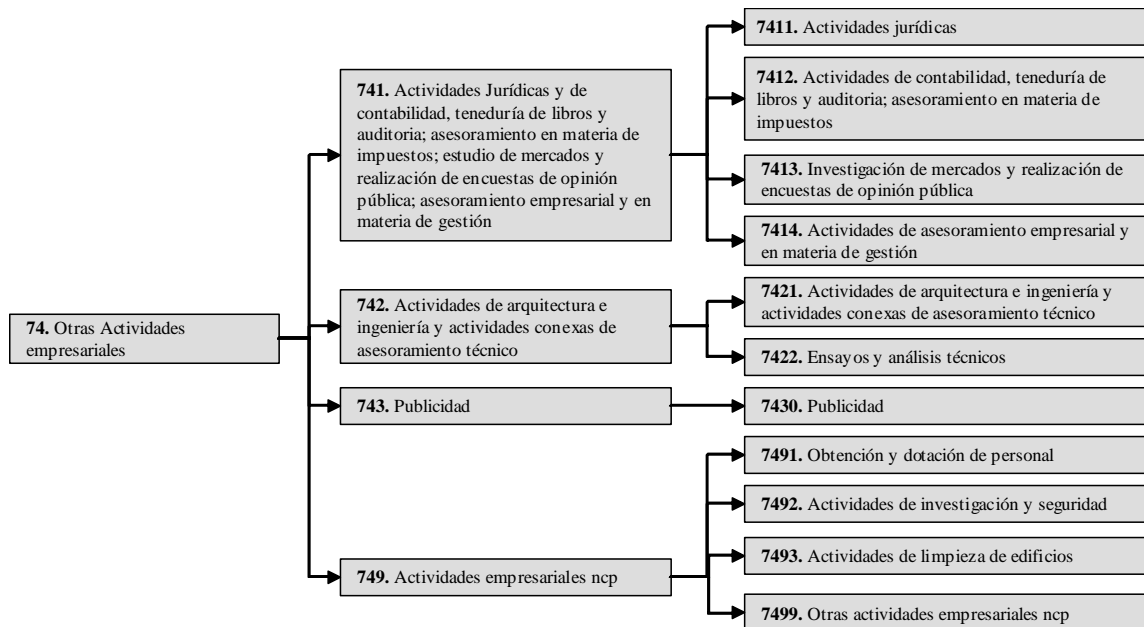 74. Otras Actividades
empresariales
741. Actividades Jurídicas y de
contabilidad, teneduría de libros y
auditoria; asesoramiento en materia de
impuestos; estudio de mercados y
realización de encuestas de opinión
pública; asesoramiento empresarial y en
materia de gestión
7411. Actividades jurídicas
7412. Actividades de contabilidad, teneduría de
libros y auditoria; asesoramiento en materia de
impuestos
7413. Investigación de mercados y realización de
encuestas de opinión pública
7414. Actividades de asesoramiento empresarial y
en materia de gestión
742. Actividades de arquitectura e
ingeniería y actividades conexas de
asesoramiento técnico
7421. Actividades de arquitectura e ingeniería y
actividades conexas de asesoramiento técnico
7422. Ensayos y análisis técnicos
743. Publicidad
7430. Publicidad
749. Actividades empresariales ncp
7491. Obtención y dotación de personal
7492. Actividades de investigación y seguridad
7493. Actividades de limpieza de edificios
7499. Otras actividades empresariales ncp